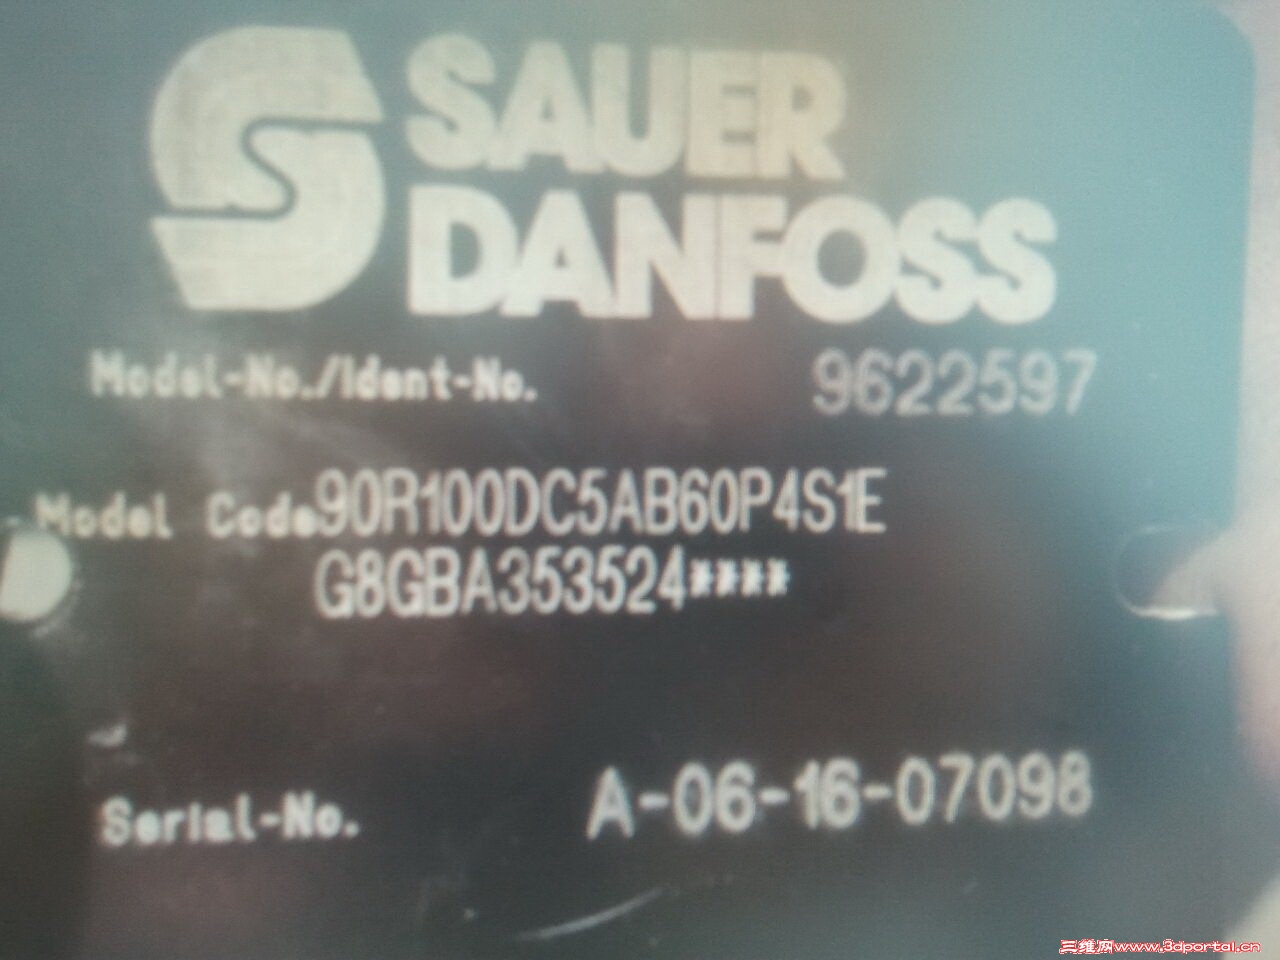 SAUER
DANFOSS
Model-No./Ident-No. 9622597
Model Code 90R100DC5AB60P4S1E
G8GBA353524****
Serial-No. A-06-16-07098
三维网www.3dportal.cn